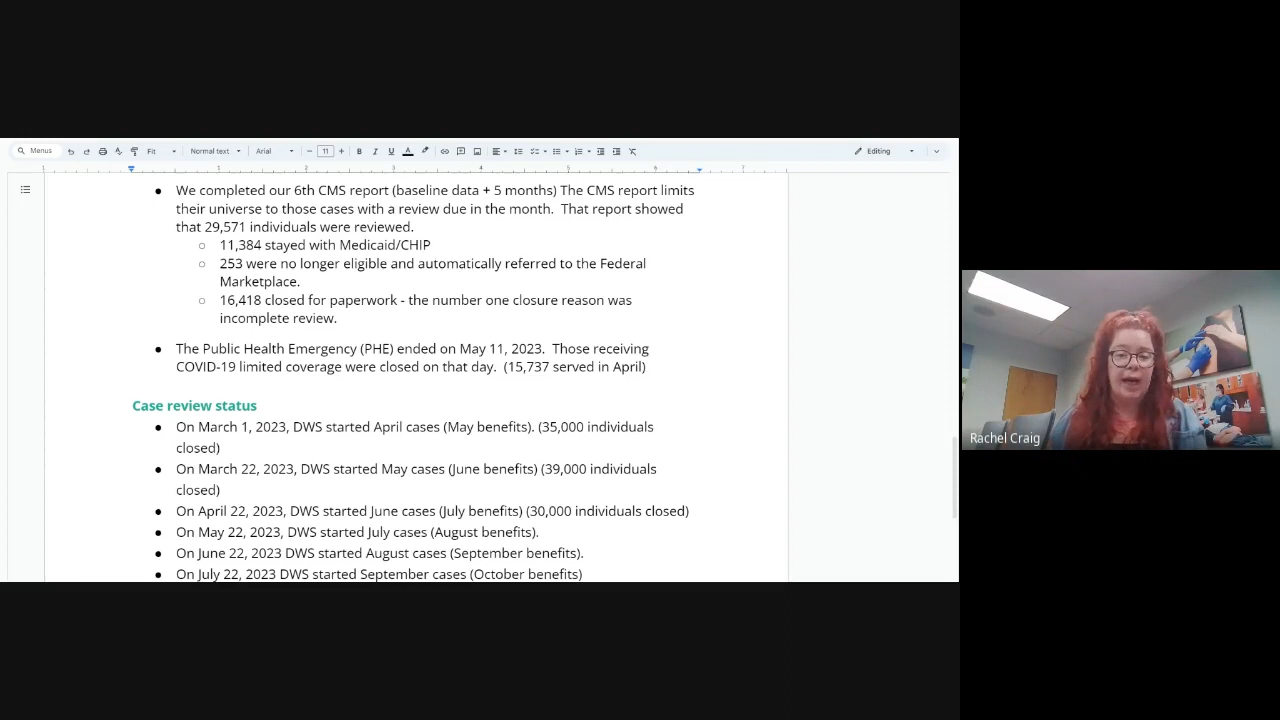 Menus
Fit
Normal text
Arial
11
B
I
U
A
Editing
1
1
2
3
4
5
6
7
We completed our 6th CMS report (baseline data + 5 months) The CMS report limits
their universe to those cases with a review due in the month.  That report showed
that 29,571 individuals were reviewed.
11,384 stayed with Medicaid/CHIP
253 were no longer eligible and automatically referred to the Federal
Marketplace.
16,418 closed for paperwork - the number one closure reason was
incomplete review.
The Public Health Emergency (PHE) ended on May 11, 2023.  Those receiving
COVID-19 limited coverage were closed on that day.  (15,737 served in April)
Case review status
On March 1, 2023, DWS started April cases (May benefits). (35,000 individuals
closed)
On March 22, 2023, DWS started May cases (June benefits) (39,000 individuals
closed)
On April 22, 2023, DWS started June cases (July benefits) (30,000 individuals closed)
On May 22, 2023, DWS started July cases (August benefits).
On June 22, 2023 DWS started August cases (September benefits).
On July 22, 2023 DWS started September cases (October benefits)
Rachel Craig